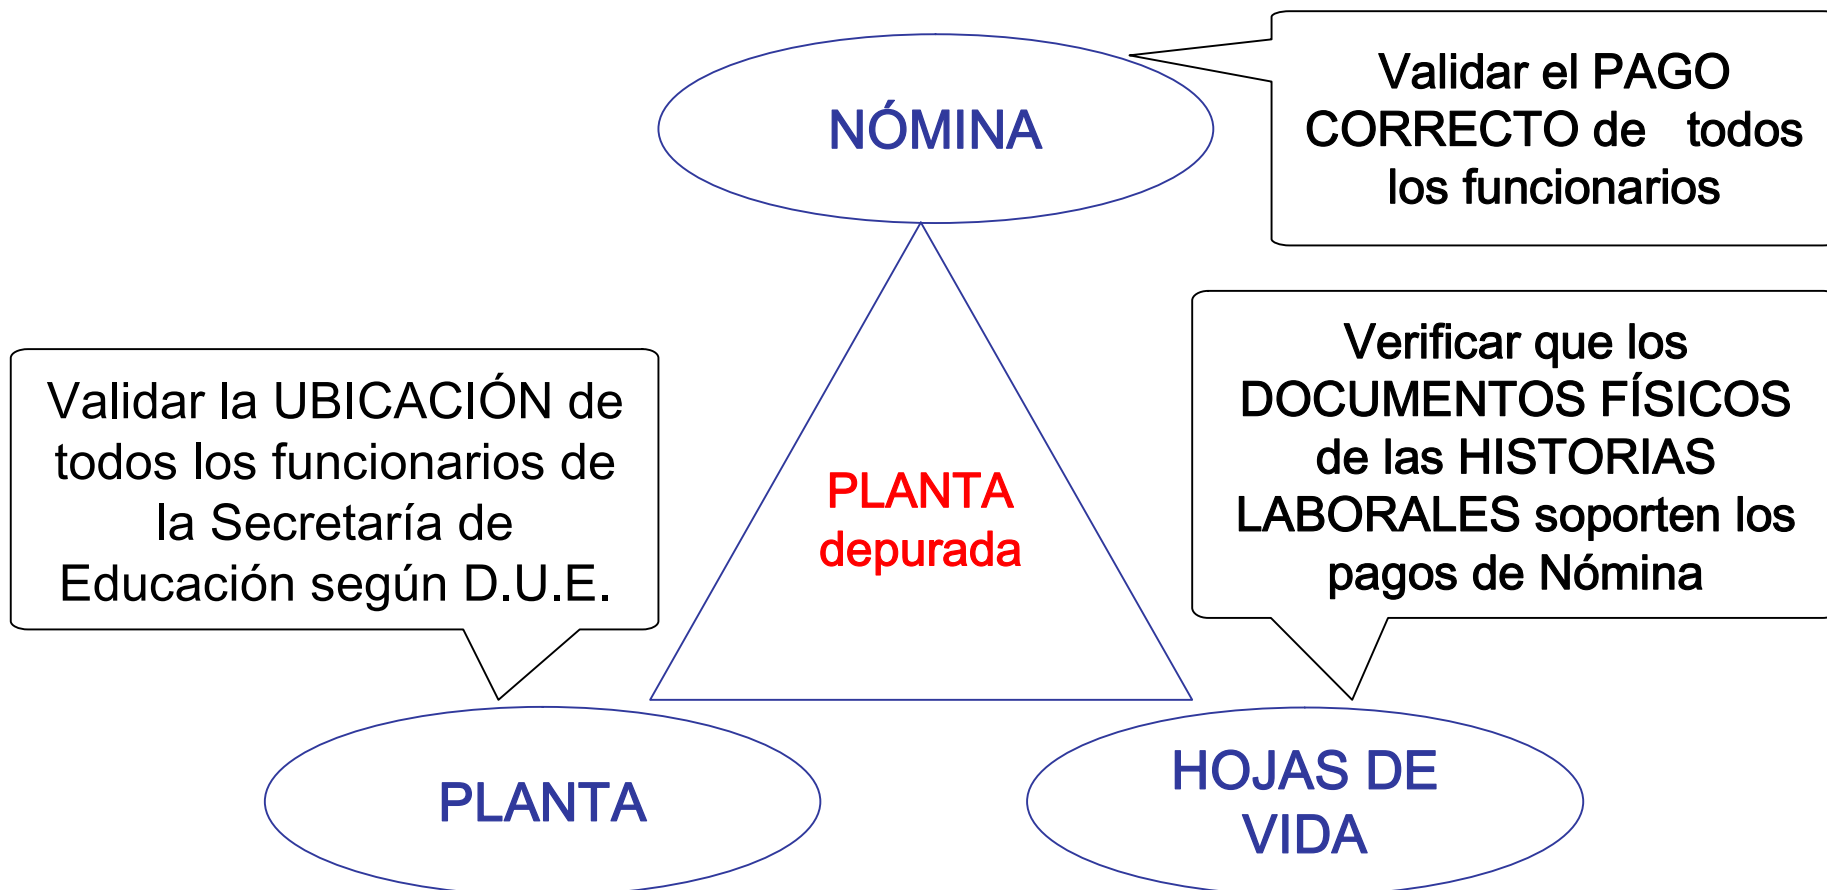 NÓMINA
Validar el PAGO
CORRECTO de todos
los funcionarios
Validar la UBICACIÓN de
todos los funcionarios de
la Secretaría de
Educación según D.U.E.
PLANTA
depurada
Verificar que los
DOCUMENTOS FÍSICOS
de las HISTORIAS
LABORALES soporten los
pagos de Nómina
PLANTA
HOJAS DE
VIDA